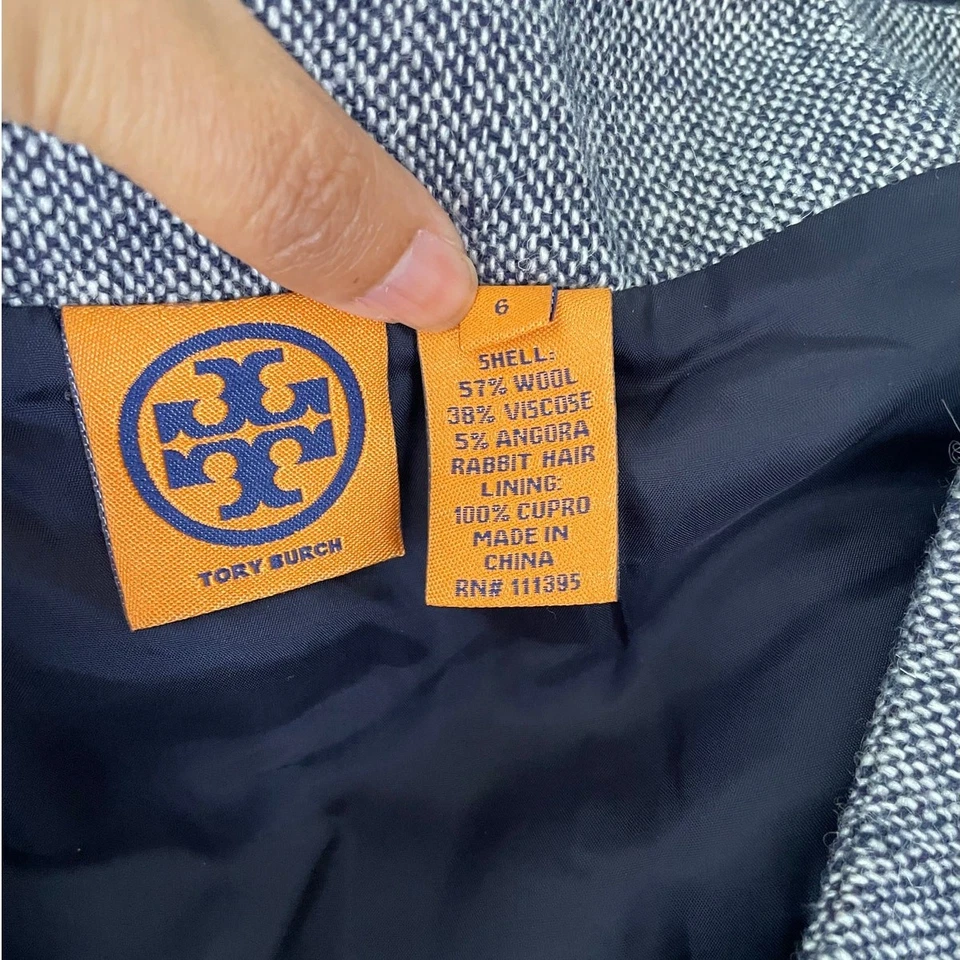 TORY BURCH
6
SHELL:
57% WOOL
38% VISCOSE
5% ANGORA
RABBIT HAIR
LINING:
100% CUPRO
MADE IN
CHINA
RN# 111395